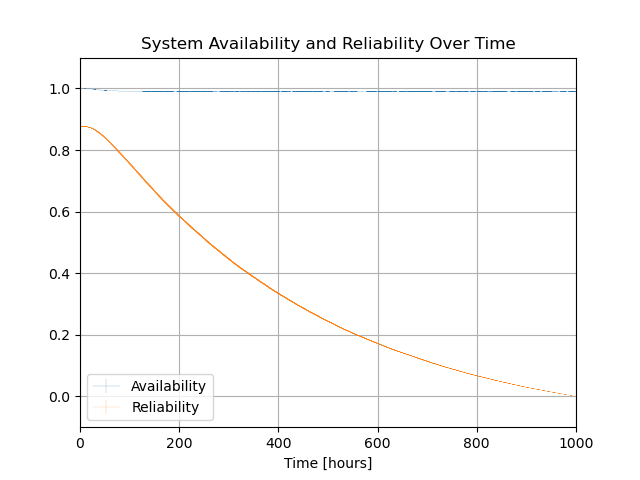 System Availability and Reliability Over Time
1.0
0.8
0.6
0.4
0.2
0.0
Availability
Reliability
0 200 400 600 800 1000
Time [hours]